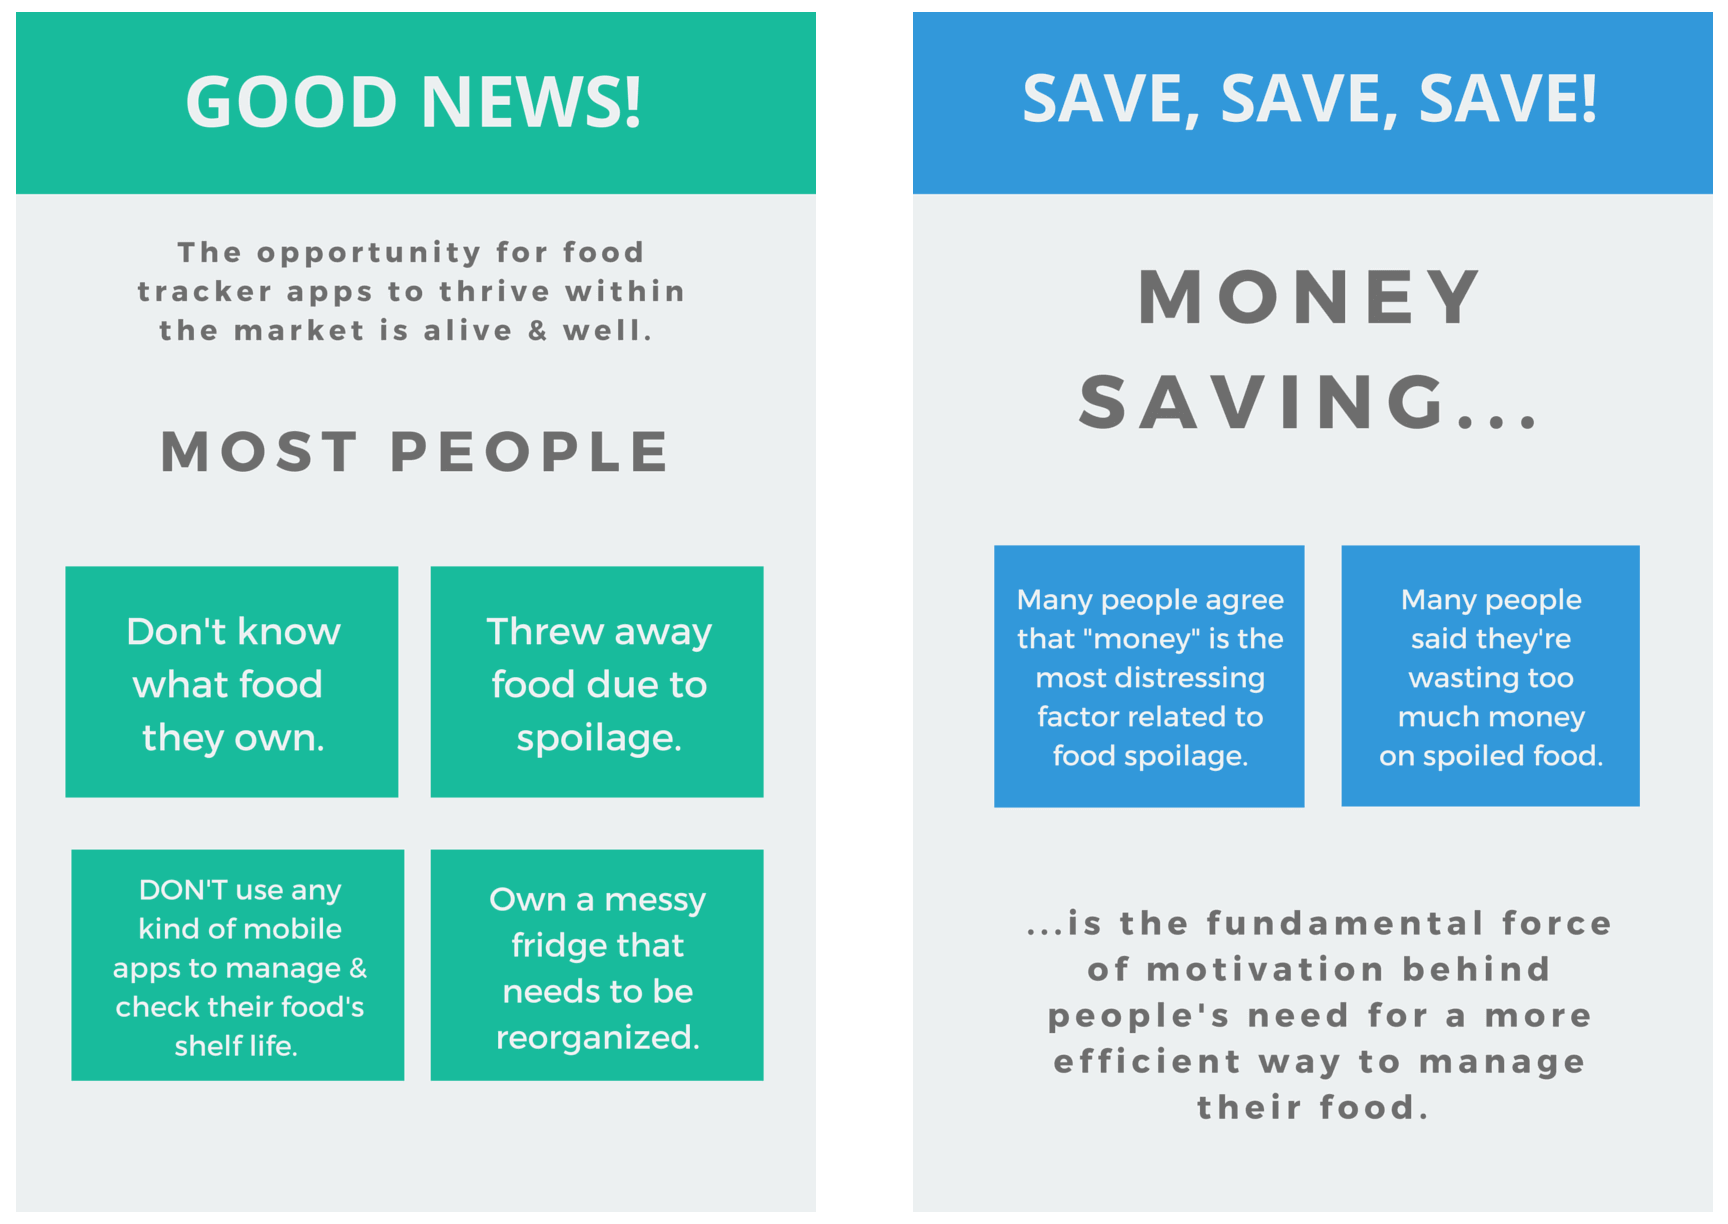 GOOD NEWS!
The opportunity for food
tracker apps to thrive within
the market is alive & well.
MOST PEOPLE
Don't know
what food
they own.
Threw away
food due to
spoilage.
DON'T use any
kind of mobile
apps to manage &
check their food's
shelf life.
Own a messy
fridge that
needs to be
reorganized.
SAVE, SAVE, SAVE!
MONEY
SAVING...
Many people agree
that "money" is the
most distressing
factor related to
food spoilage.
Many people
said they're
wasting too
much money
on spoiled food.
...is the fundamental force
of motivation behind
people's need for a more
efficient way to manage
their food.